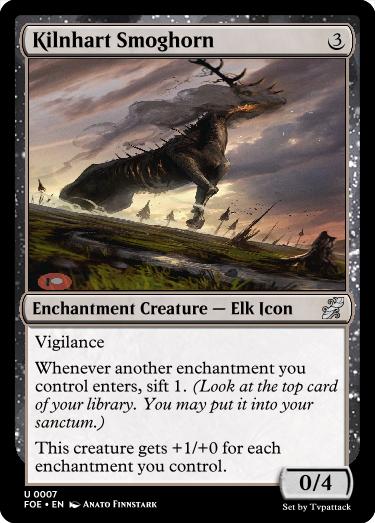 Kilnhart Smoghorn 3
Enchantment Creature — Elk Icon
Vigilance
Whenever another enchantment you
control enters, sift 1. (Look at the top card
of your library. You may put it into your
sanctum.)
This creature gets +1/+0 for each
enchantment you control.
0/4
U 0007
FOE • EN Anato Finnstark
Set by Tvpattack